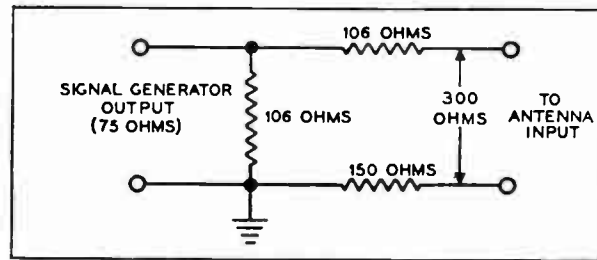 106 OHMS
SIGNAL GENERATOR
OUTPUT
(75 OHMS)
106 OHMS
300
OHMS
TO
ANTENNA
INPUT
150 OHMS